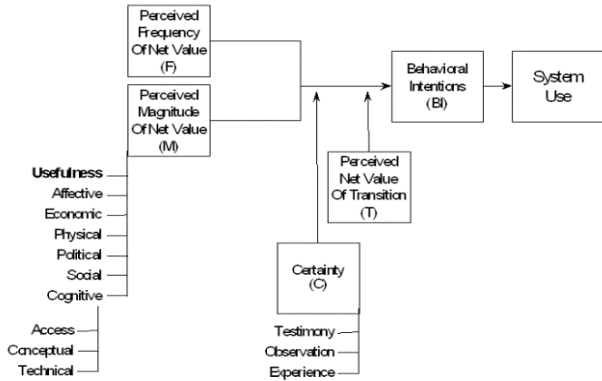 Perceived
Frequency
Of Net Value
(F)
Perceived
Magnitude
Of Net Value
(M)
Behavioral
Intentions
(BI)
System
Use
Perceived
Net Value
Of Transition
(T)
Usefulness
Affective
Economic
Physical
Political
Social
Cognitive
Access
Conceptual
Technical
Certainty
(C)
Testimony
Observation
Experience